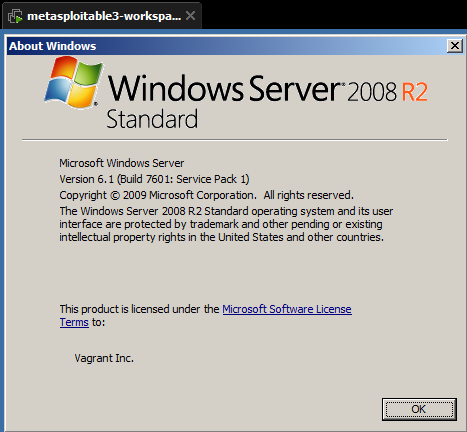 metasploitable3-workspa...
About Windows
Windows Server 2008 R2
Standard
Microsoft Windows Server
Version 6.1 (Build 7601: Service Pack 1)
Copyright © 2009 Microsoft Corporation. All rights reserved.
The Windows Server 2008 R2 Standard operating system and its user
interface are protected by trademark and other pending or existing
intellectual property rights in the United States and other countries.
This product is licensed under the Microsoft Software License
Terms to:
Vagrant Inc.
OK